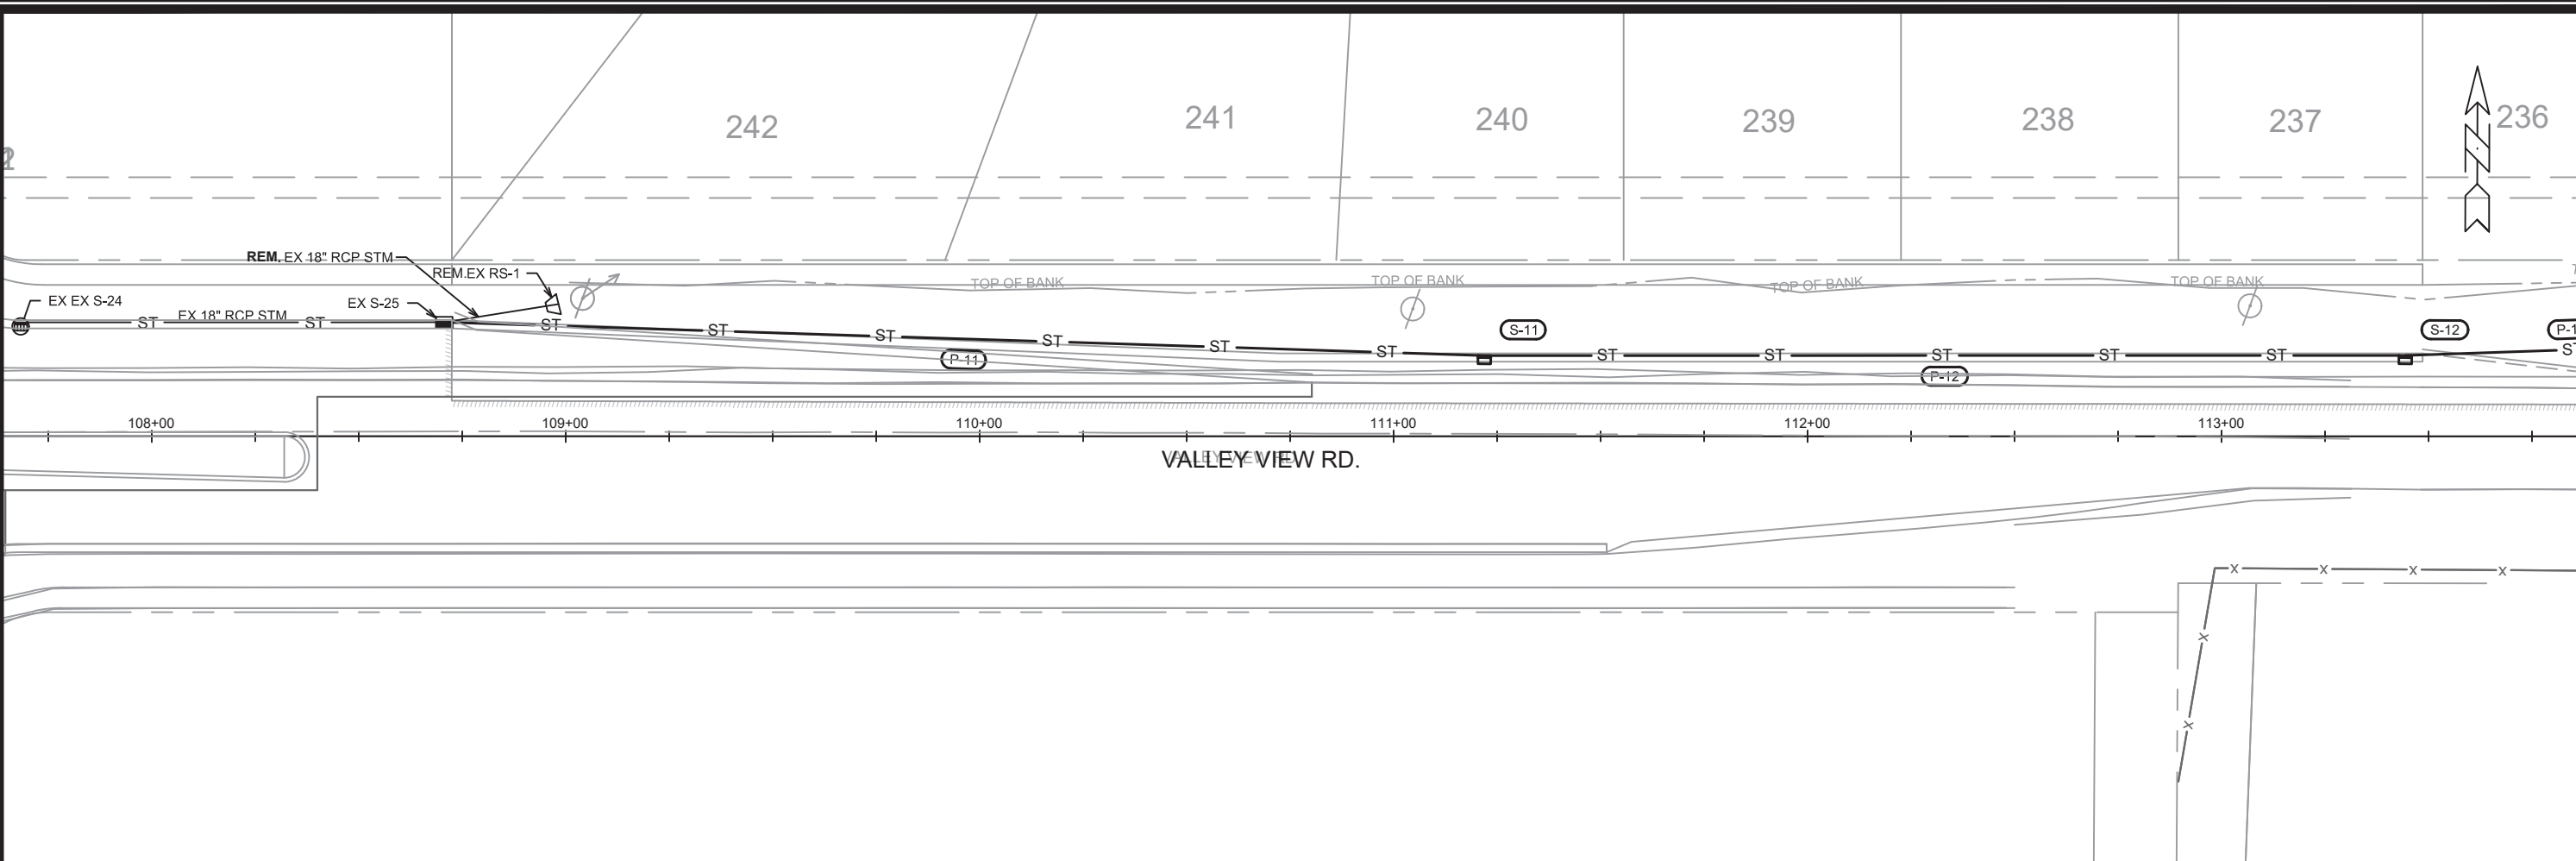 242
241
240
239
238
237
236
N
REM. EX 18" RCP STM
REM.EX RS-1
TOP OF BANK
TOP OF BANK
TOP OF BANK
TOP OF BANK
EX EX S-24
EX S-25
EX 18" RCP STM
ST
ST
ST
ST
ST
ST
ST
ST
ST
ST
ST
ST
ST
S-11
S-12
P-11
P-12
108+00
109+00
110+00
111+00
112+00
113+00
VALLEY VIEW RD.
VALLEY VIEW RD.
x
x
x
x
x
x